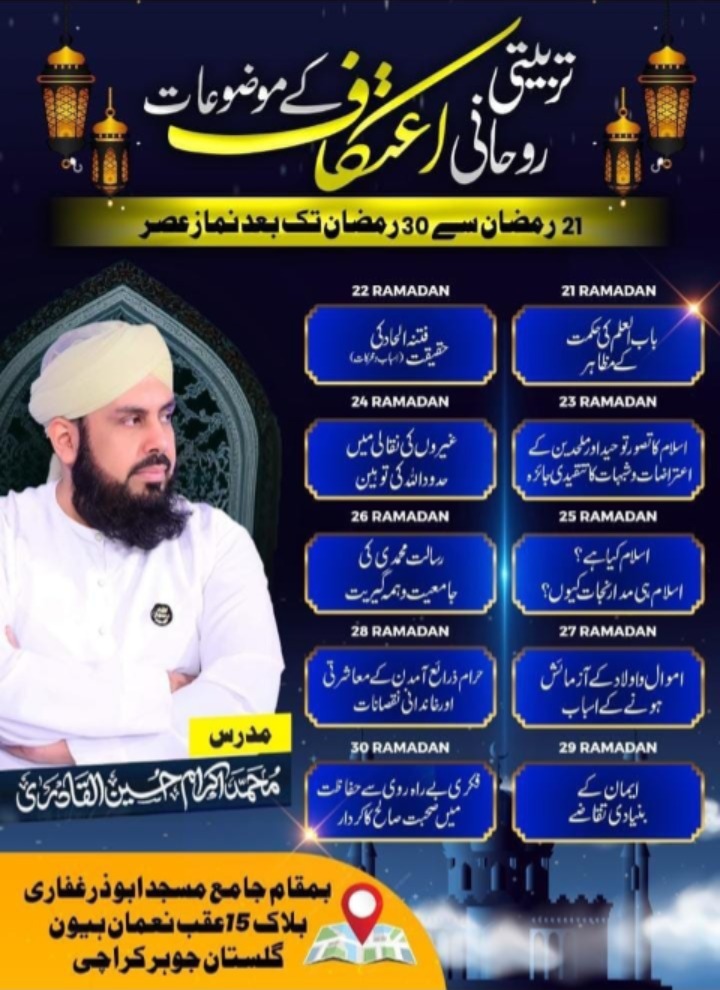 تربیتی
روحانی اعتکاف کے موضوعات
21 رمضان سے 30 رمضان تک بعد نماز عصر
21 RAMADAN
باب العلم کی حکمت
کے مظاہر
22 RAMADAN
فتنہ الحاد کی
حقیقت (اسباب و محرکات)
23 RAMADAN
اسلام کا تصور توحید اور ملحدین کے
اعتراضات و شبہات کا تنقیدی جائزہ
24 RAMADAN
غیروں کی نقالی میں
حدود اللہ کی توہین
25 RAMADAN
اسلام کیا ہے؟
اسلام ہی مدار نجات کیوں؟
26 RAMADAN
رسالت محمدی کی
جامعیت و ہمہ گیریت
27 RAMADAN
اموال و اولاد کے آزمائش
ہونے کے اسباب
28 RAMADAN
حرام ذرائع آمدن کے معاشرتی
اور خاندانی نقصانات
29 RAMADAN
ایمان کے
بنیادی تقاضے
30 RAMADAN
فکری بے راہ روی سے حفاظت
میں صحبت صالح کا کردار
مدرس
محمد اکرام حسین القادری
بمقام جامع مسجد ابوذر غفاری
بلاک 15 عقب نعمان ہیون
گلستان جوہر کراچی